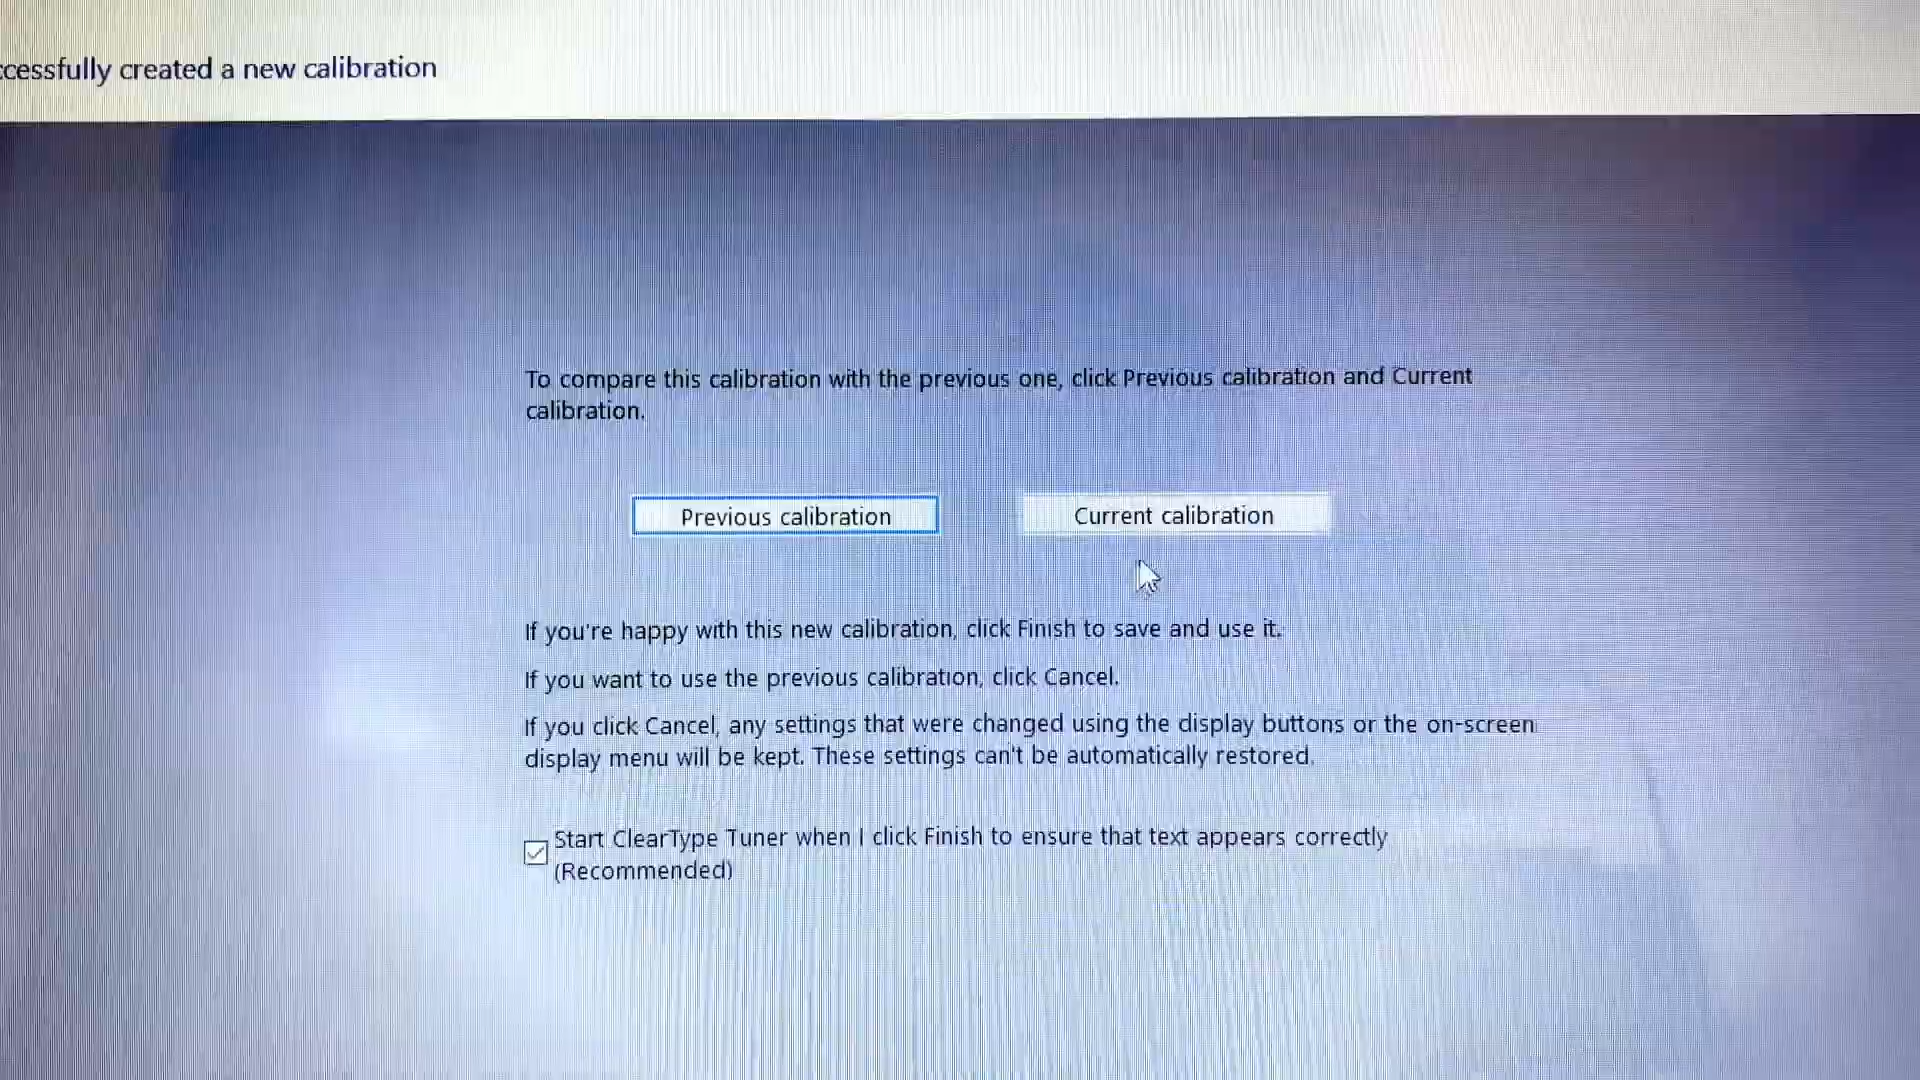 cessfully created a new calibration
To compare this calibration with the previous one, click Previous calibration and Current
calibration.
Previous calibration
Current calibration
If you're happy with this new calibration, click Finish to save and use it.
If you want to use the previous calibration, click Cancel.
If you click Cancel, any settings that were changed using the display buttons or the on-screen
display menu will be kept. These settings can't be automatically restored.
Start ClearType Tuner when I click Finish to ensure that text appears correctly
(Recommended)